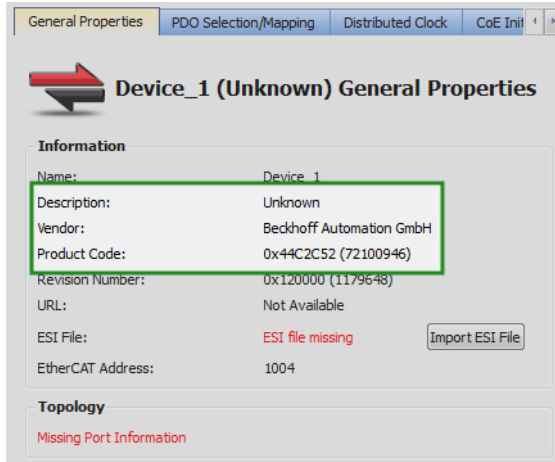 General Properties PDO Selection/Mapping Distributed Clock CoE Init
Device_1 (Unknown) General Properties
Information
Name: Device_1
Description: Unknown
Vendor: Beckhoff Automation GmbH
Product Code: 0x44C2C52 (72100946)
Revision Number: 0x120000 (1179648)
URL: Not Available
ESI File: ESI file missing Import ESI File
EtherCAT Address: 1004
Topology
Missing Port Information